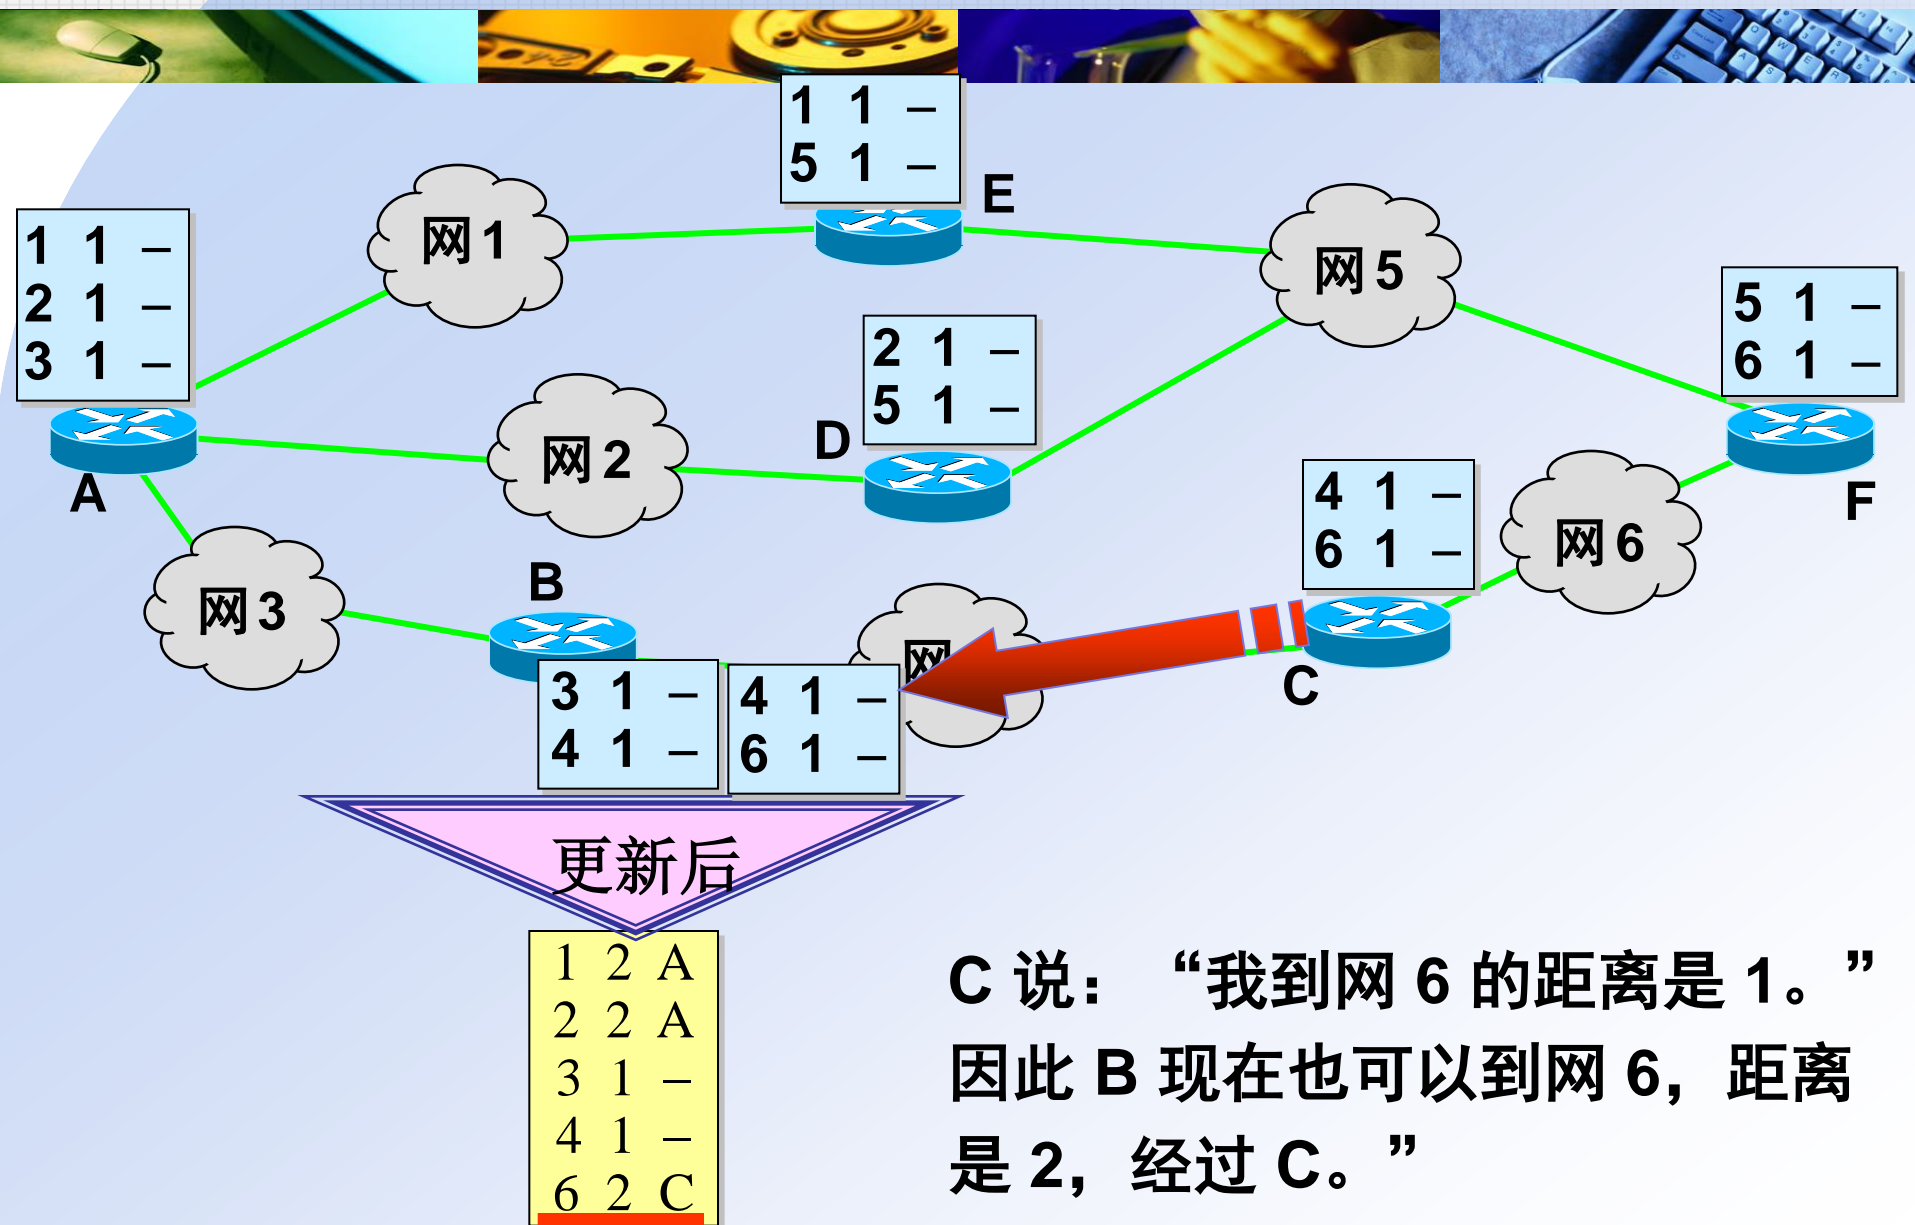 1 1 –
5 1 –
E
1 1 –
2 1 –
3 1 –
网1
网5
5 1 –
6 1 –
2 1 –
5 1 –
D
网2
A
4 1 –
6 1 –
F
网6
网3
B
网
C
3 1 –
4 1 –
4 1 –
6 1 –
更新后
1 2 A
2 2 A
3 1 –
4 1 –
6 2 C
C 说：“我到网 6 的距离是 1。”
因此 B 现在也可以到网 6，距离
是 2，经过 C。”